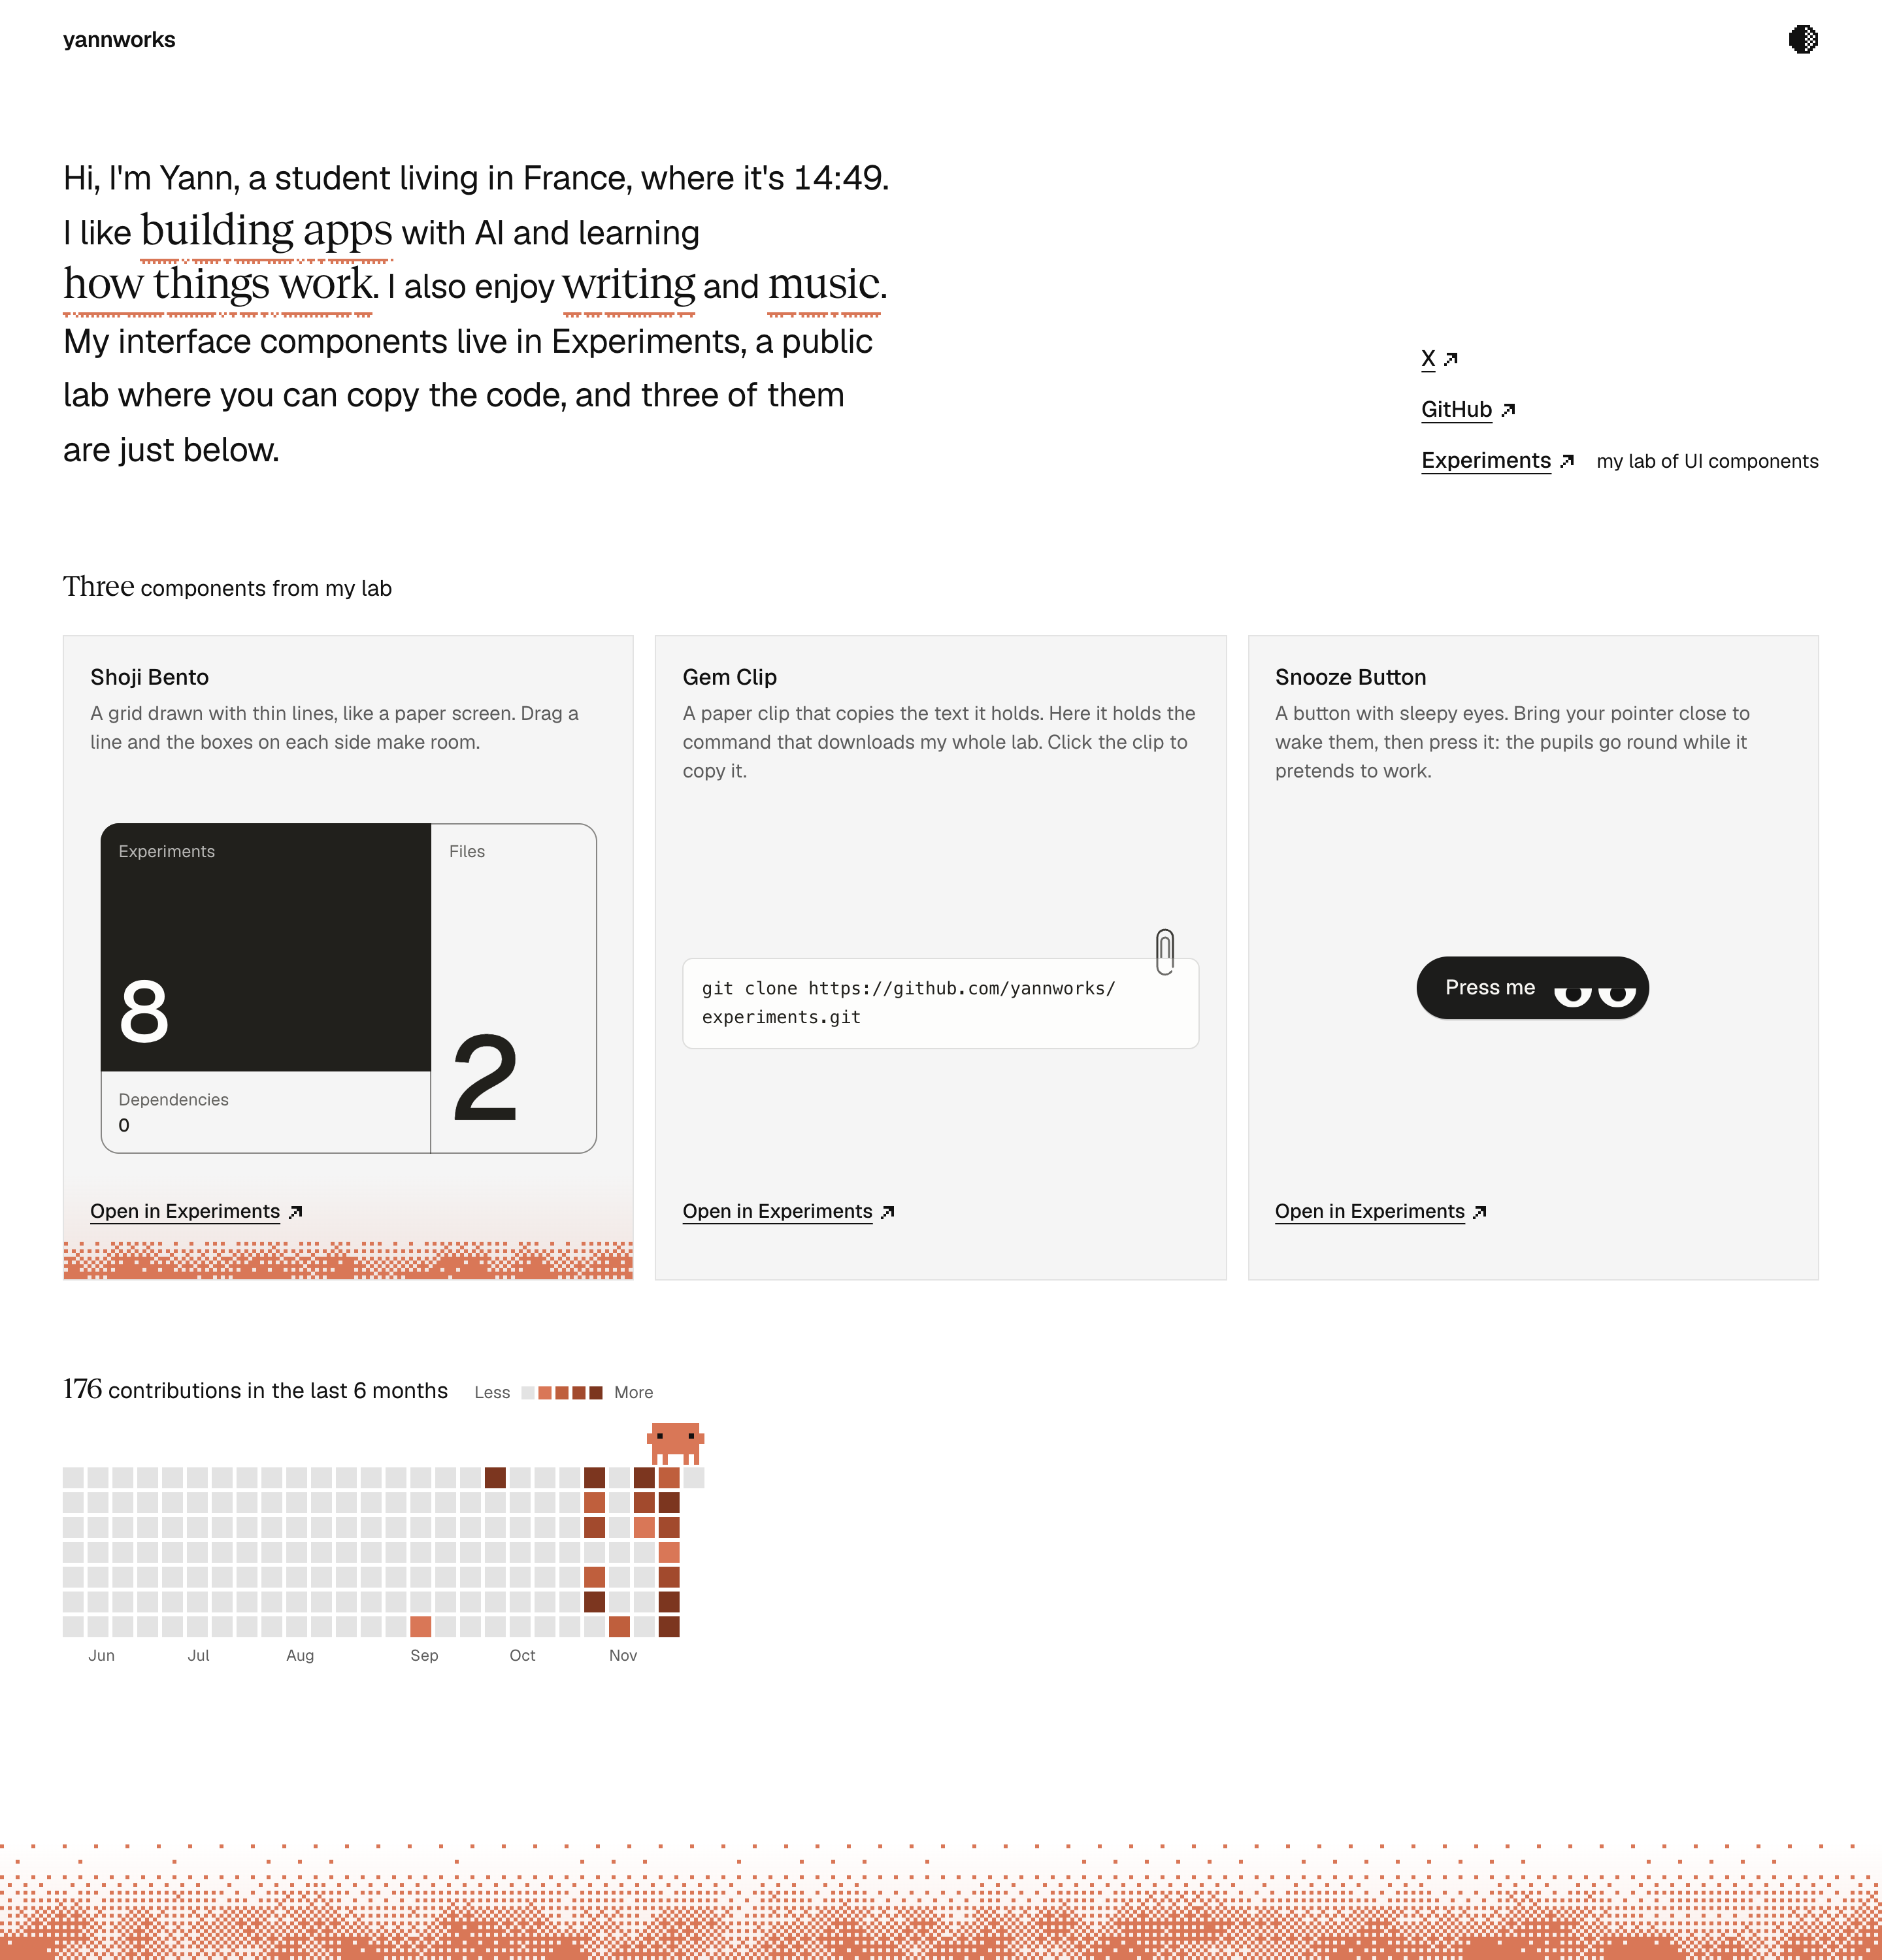 yannworks
Hi, I'm Yann, a student living in France, where it's 14:49.
I like building apps with AI and learning
how things work. I also enjoy writing and music.
My interface components live in Experiments, a public
lab where you can copy the code, and three of them
are just below.
X
GitHub
Experiments my lab of UI components
Three components from my lab
Shoji Bento
A grid drawn with thin lines, like a paper screen. Drag a
line and the boxes on each side make room.
Experiments
8
Files
2
Dependencies
0
Open in Experiments
Gem Clip
A paper clip that copies the text it holds. Here it holds the
command that downloads my whole lab. Click the clip to
copy it.
git clone https://github.com/yannworks/
experiments.git
Open in Experiments
Snooze Button
A button with sleepy eyes. Bring your pointer close to
wake them, then press it: the pupils go round while it
pretends to work.
Press me
Open in Experiments
176 contributions in the last 6 months
Less More
Jun Jul Aug Sep Oct Nov